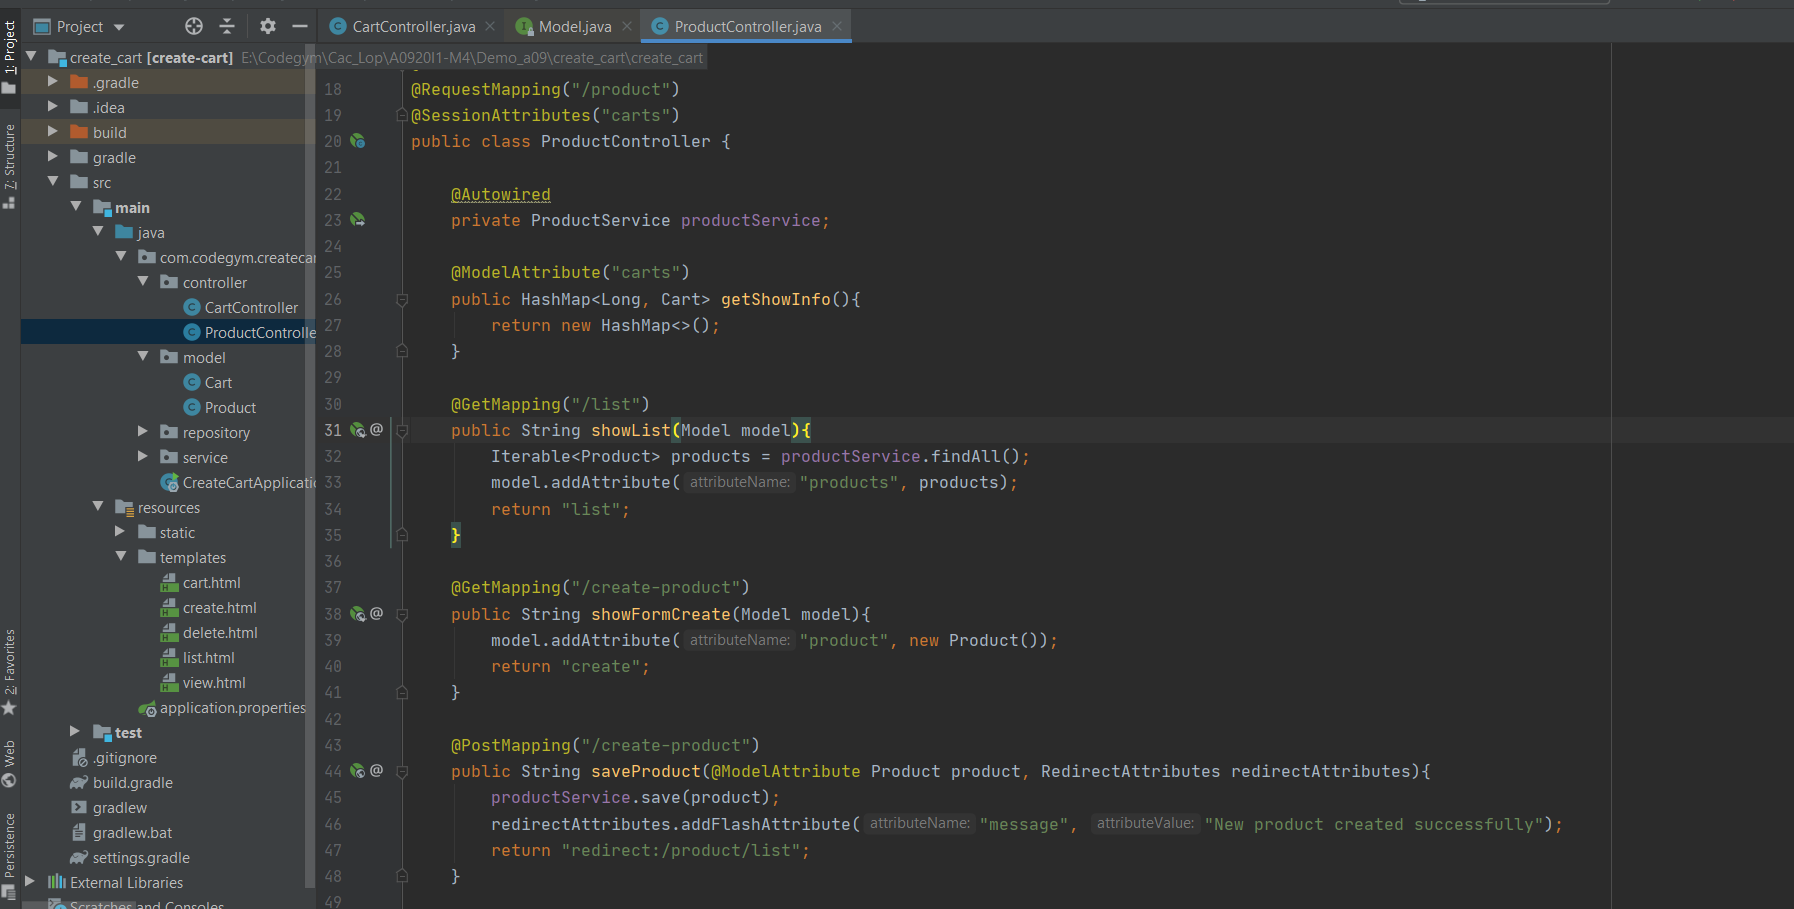 Project
CartController.java
Model.java
ProductController.java
1: Project
Z: Structure
2: Favorites
Web
Persistence
create_cart [create-cart] E:\Codegym\Cac_Lop\A0920I1-M4\Demo_a09\create_cart\create_cart
.gradle
.idea
build
gradle
src
main
java
com.codegym.createcar
controller
CartController
ProductControlle
model
Cart
Product
repository
service
CreateCartApplicatio
resources
static
templates
cart.html
create.html
delete.html
list.html
view.html
application.properties
test
.gitignore
build.gradle
gradlew
gradlew.bat
settings.gradle
External Libraries
Scratches and Consoles
18 @RequestMapping("/product")
19 @SessionAttributes("carts")
20 public class ProductController {
21
22 @Autowired
23 private ProductService productService;
24
25 @ModelAttribute("carts")
26 public HashMap<Long, Cart> getShowInfo(){
27 return new HashMap<>();
28 }
29
30 @GetMapping("/list")
31 @ public String showList(Model model){
32 Iterable<Product> products = productService.findAll();
33 model.addAttribute( attributeName: "products", products);
34 return "list";
35 }
36
37 @GetMapping("/create-product")
38 @ public String showFormCreate(Model model){
39 model.addAttribute( attributeName: "product", new Product());
40 return "create";
41 }
42
43 @PostMapping("/create-product")
44 @ public String saveProduct(@ModelAttribute Product product, RedirectAttributes redirectAttributes){
45 productService.save(product);
46 redirectAttributes.addFlashAttribute( attributeName: "message", attributeValue: "New product created successfully");
47 return "redirect:/product/list";
48 }
49